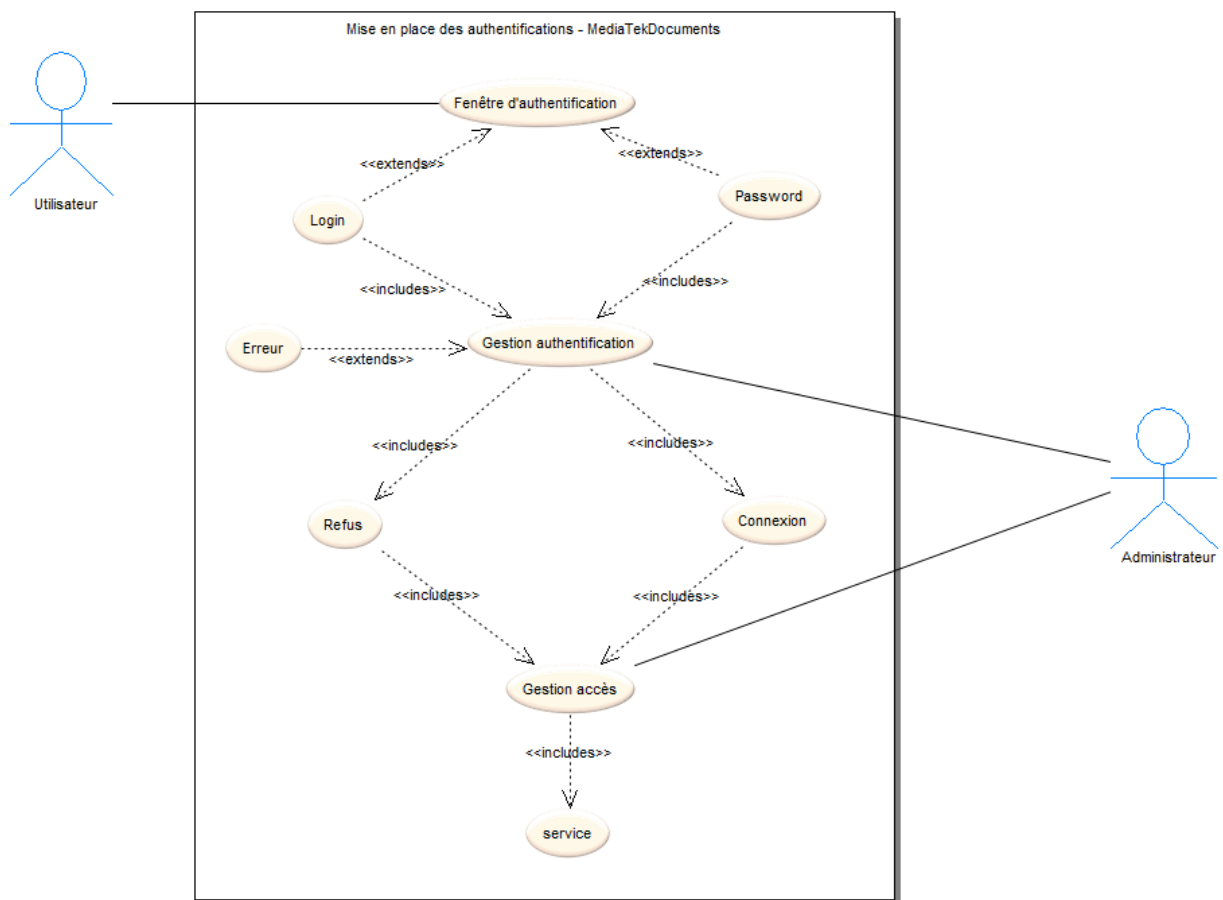 Mise en place des authentifications - MediaTekDocuments
Fenêtre d'authentification
<<extends>>
<<extends>>
Utilisateur
Login
Password
<<includes>>
<<includes>>
Erreur
<<extends>>
Gestion authentification
<<includes>>
<<includes>>
Refus
Connexion
Administrateur
<<includes>>
<<includes>>
Gestion accès
<<includes>>
service